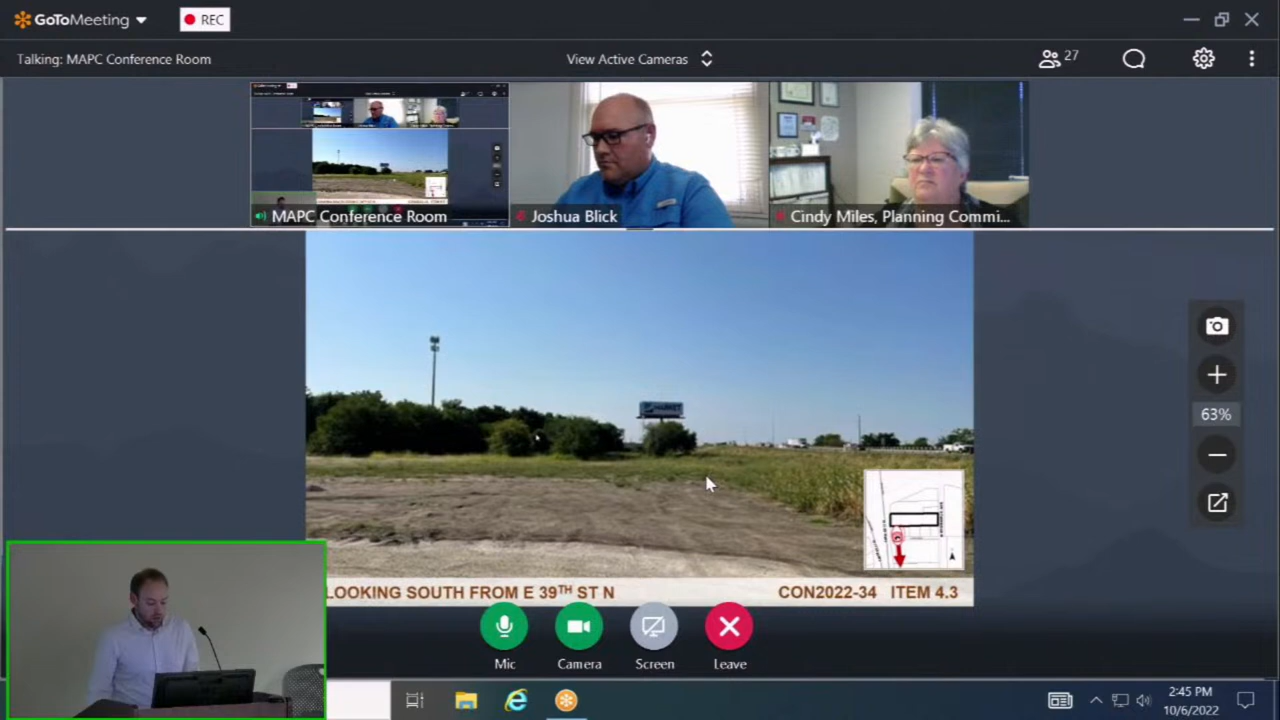 GoToMeeting
REC
Talking: MAPC Conference Room
View Active Cameras
27
MAPC Conference Room
Joshua Blick
Cindy Miles, Planning Commi...
63%
LOOKING SOUTH FROM E 39TH ST N
CON2022-34 ITEM 4.3
Mic
Camera
Screen
Leave
2:45 PM
10/6/2022